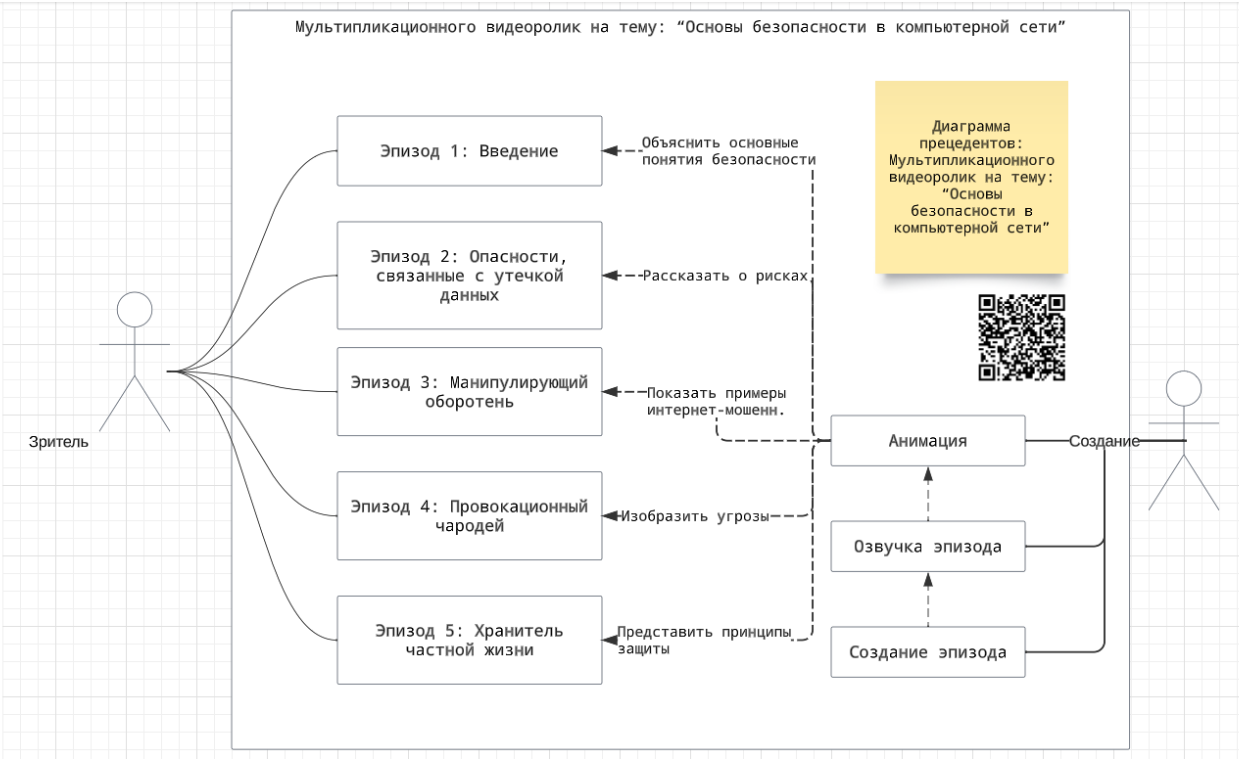 Мультипликационного видеоролик на тему: “Основы безопасности в компьютерной сети”
Диаграмма
прецедентов:
Мультипликационного
видеоролик на тему:
“Основы
безопасности в
компьютерной сети”
Эпизод 1: Введение
Объяснить основные
понятия безопасности
Эпизод 2: Опасности,
связанные с утечкой
данных
Рассказать о рисках
Эпизод 3: Манипулирующий
оборотень
Показать примеры
интернет-мошенн.
Зритель
Анимация
Создание
Эпизод 4: Провокационный
чародей
Изобразить угрозы
Озвучка эпизода
Эпизод 5: Хранитель
частной жизни
Представить принципы
защиты
Создание эпизода